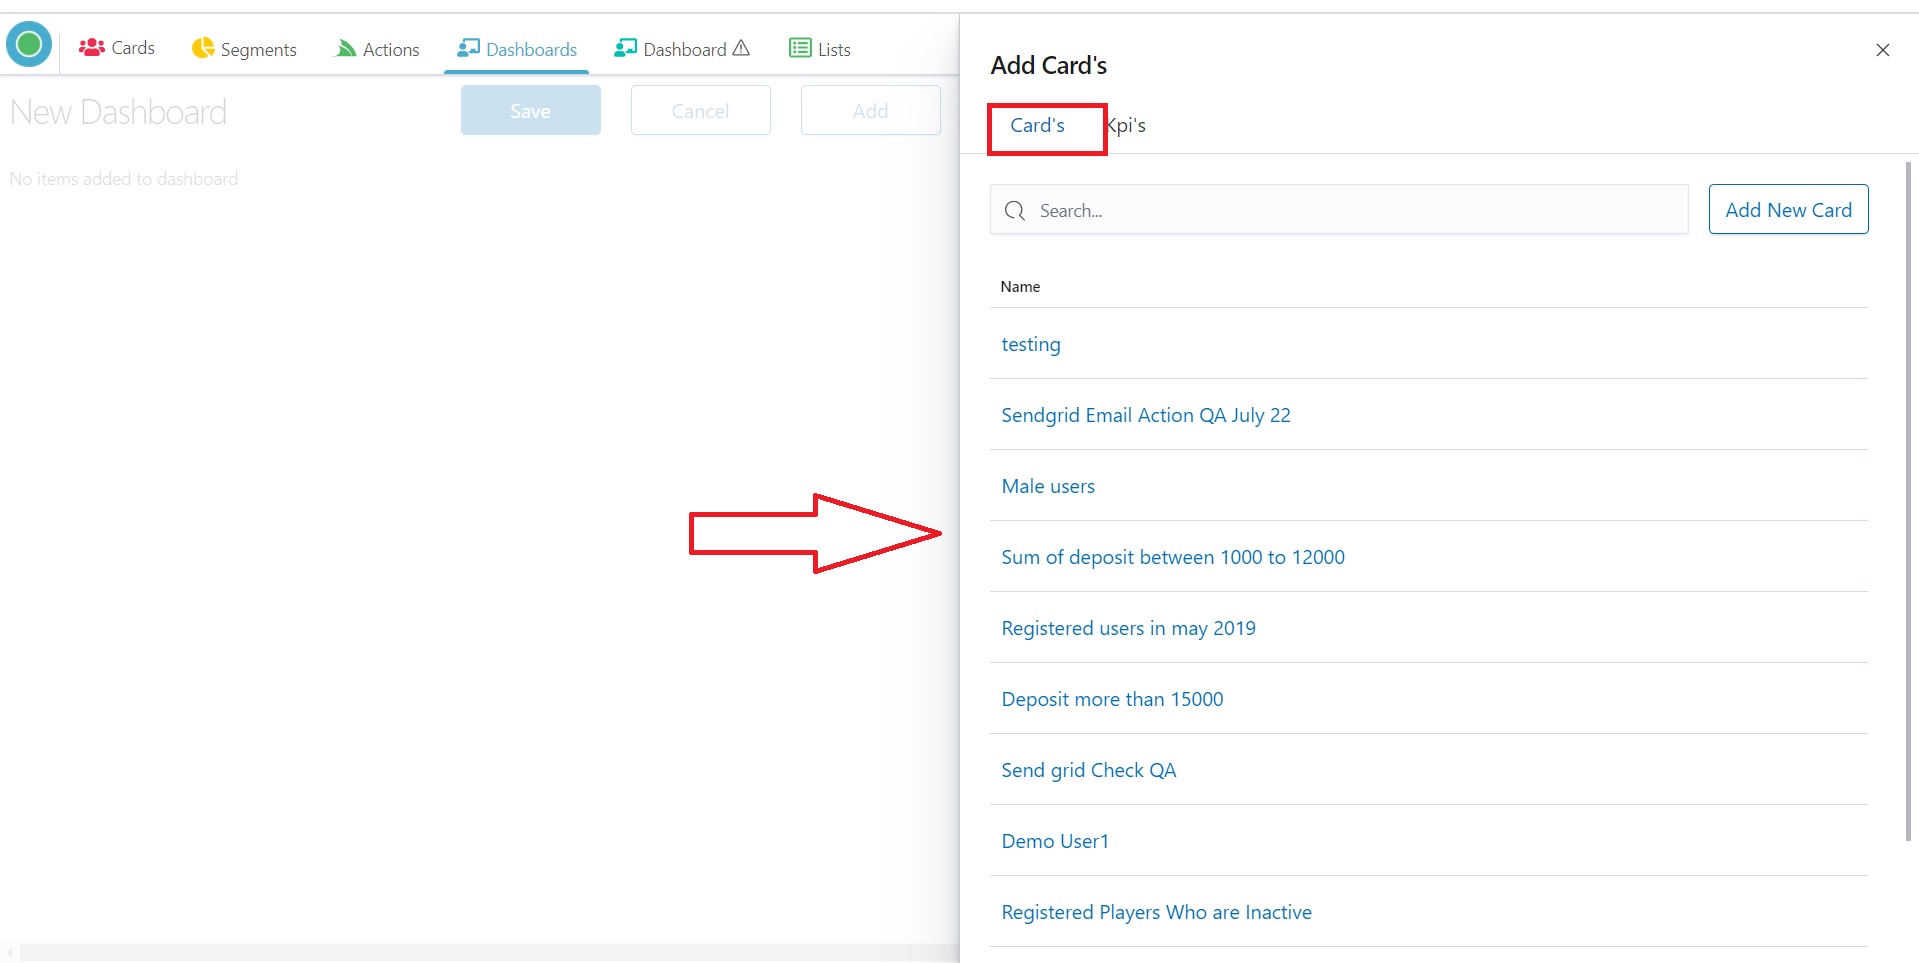 Cards Segments Actions Dashboards Dashboard Lists
New Dashboard
Save Cancel Add
No items added to dashboard
Add Card's
Card's Kpi's
Search...
Add New Card
Name
testing
Sendgrid Email Action QA July 22
Male users
Sum of deposit between 1000 to 12000
Registered users in may 2019
Deposit more than 15000
Send grid Check QA
Demo User1
Registered Players Who are Inactive